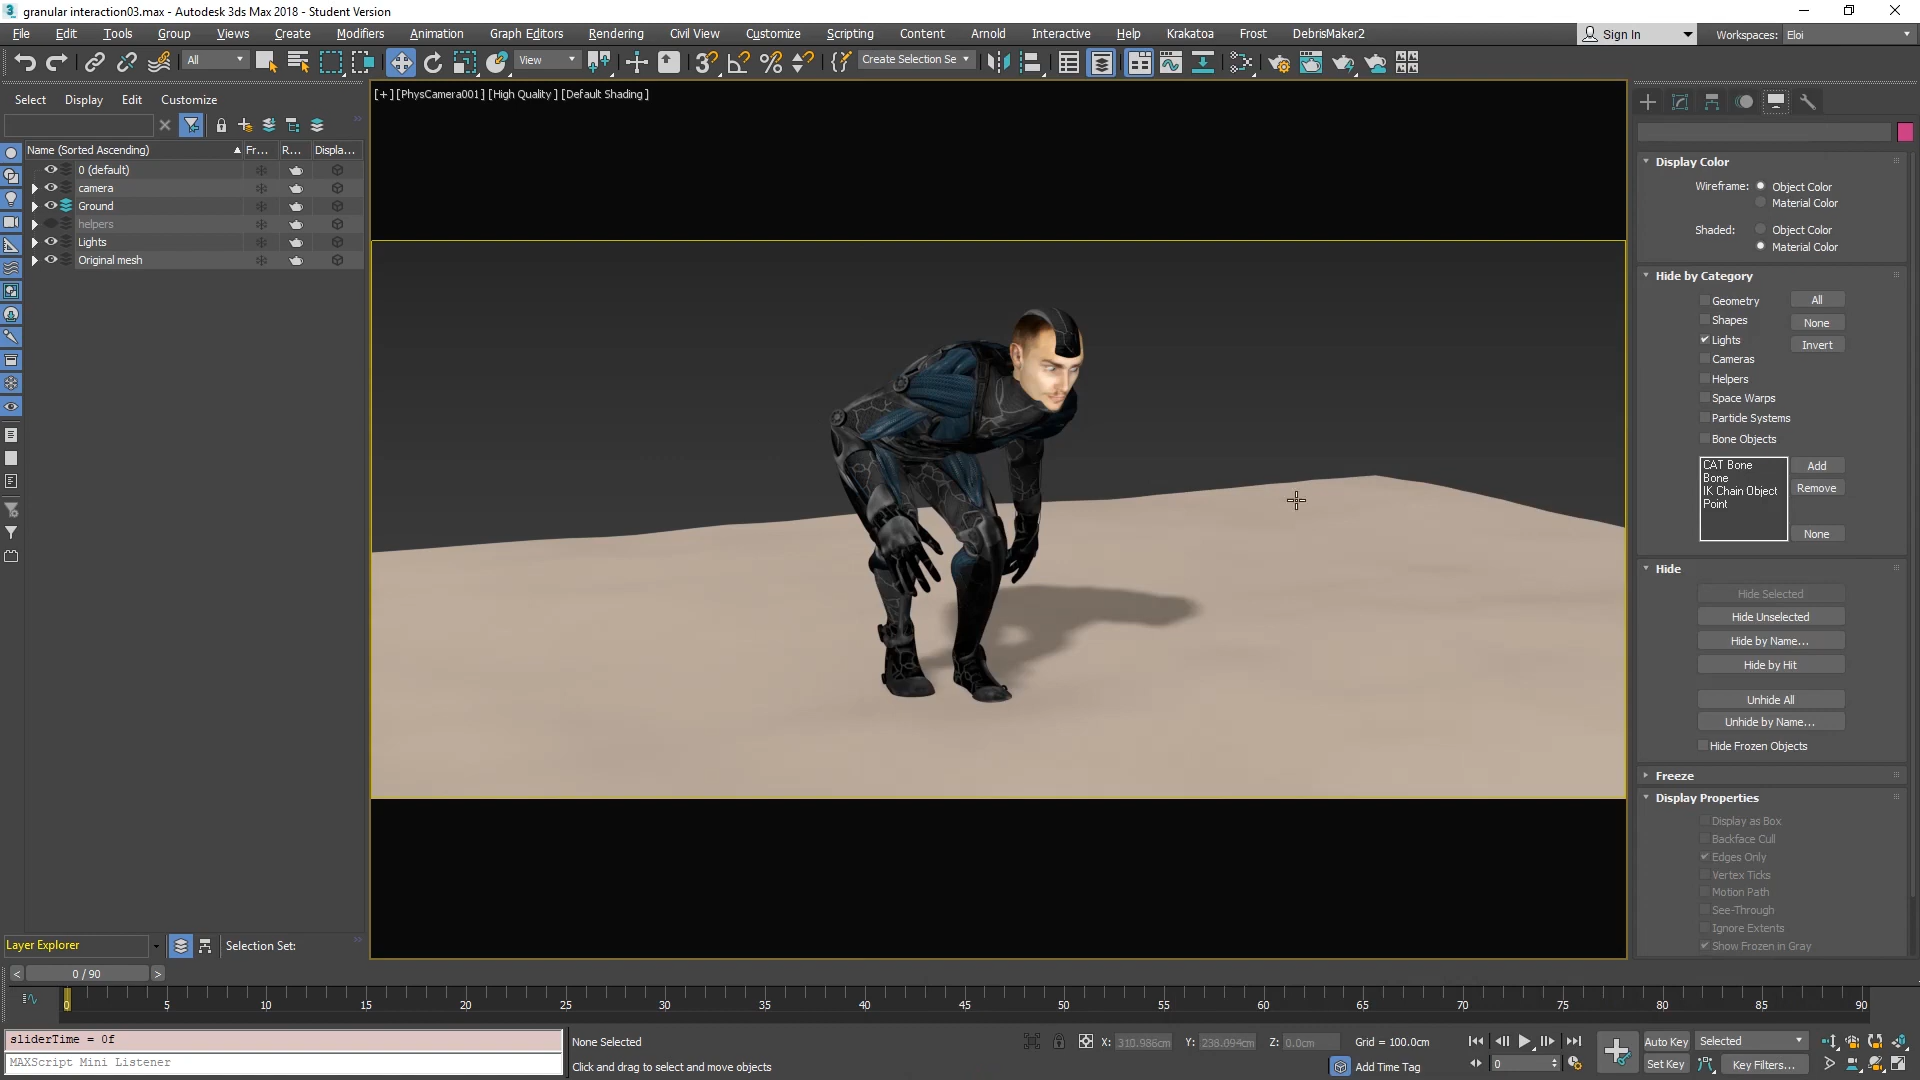 granular interaction03.max - Autodesk 3ds Max 2018 - Student Version
File Edit Tools Group Views Create Modifiers Animation Graph Editors Rendering Civil View Customize Scripting Content Arnold Interactive Help Krakatoa Frost DebrisMaker2
Sign In Workspaces: Eloi
All View Create Selection Se
Select Display Edit Customize
[+] [PhysCamera001] [High Quality] [Default Shading]
Name (Sorted Ascending) Fr... R... Displa...
0 (default)
camera
Ground
helpers
Lights
Original mesh
Display Color
Wireframe: Object Color
Material Color
Shaded: Object Color
Material Color
Hide by Category
Geometry All
Shapes None
Lights Invert
Cameras
Helpers
Space Warps
Particle Systems
Bone Objects
CAT Bone Add
Bone
IK Chain Object Remove
Point
None
Hide
Hide Selected
Hide Unselected
Hide by Name...
Hide by Hit
Unhide All
Unhide by Name...
Hide Frozen Objects
Freeze
Display Properties
Display as Box
Backface Cull
Edges Only
Vertex Ticks
Motion Path
See-Through
Ignore Extents
Show Frozen in Gray
Layer Explorer Selection Set:
< 0 / 90 >
0 5 10 15 20 25 30 35 40 45 50 55 60 65 70 75 80 85 90
sliderTime = 0f
MAXScript Mini Listener
None Selected X: 310.986cm Y: 236.094cm Z: 0.0cm Grid = 100.0cm Auto Key Selected
Click and drag to select and move objects Add Time Tag 0 Set Key Key Filters...